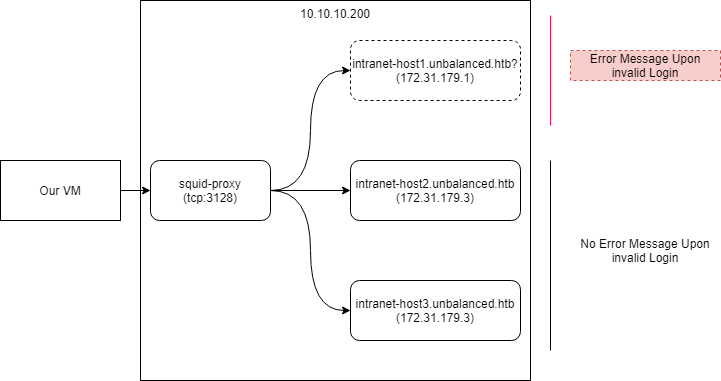 10.10.10.200
intranet-host1.unbalanced.htb?
(172.31.179.1)
Error Message Upon
invalid Login
Our VM
squid-proxy
(tcp:3128)
intranet-host2.unbalanced.htb
(172.31.179.3)
No Error Message Upon
invalid Login
intranet-host3.unbalanced.htb
(172.31.179.3)